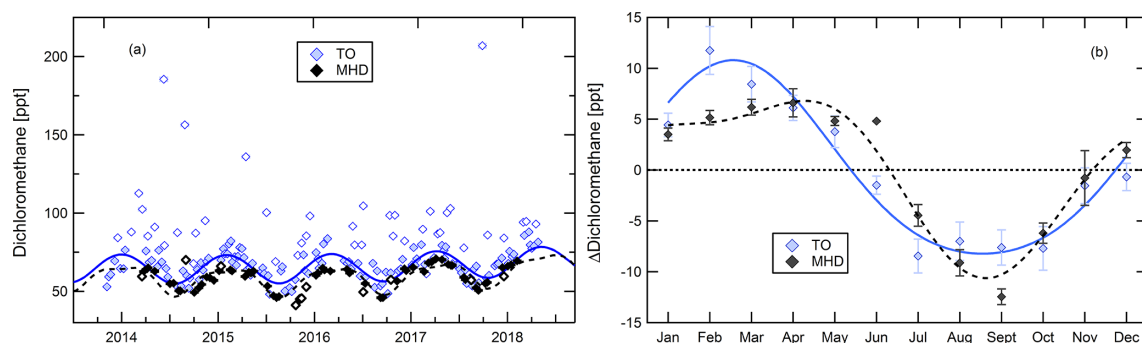 Dichloromethane [ppt]
200
150
100
50
(a)
TO
MHD
2014 2015 2016 2017 2018
ΔDichloromethane [ppt]
15
10
5
0
-5
-10
-15
(b)
TO
MHD
Jan Feb Mar Apr May Jun Jul Aug Sept Oct Nov Dec